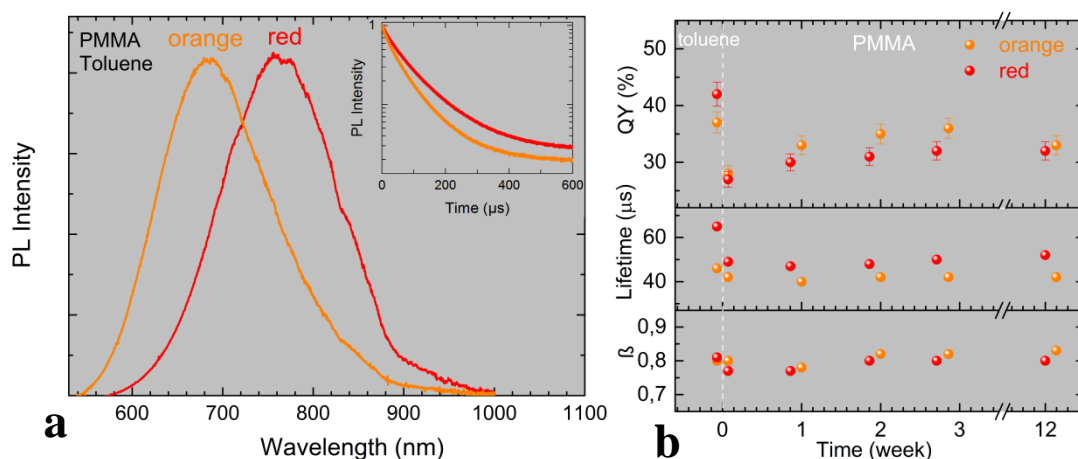 PMMA
Toluene
orange
red
PL Intensity
Wavelength (nm)
600
700
800
900
1000
1100
1
PL Intensity
0
200
400
600
Time (µs)
a
toluene
PMMA
orange
red
QY (%)
50
40
30
Lifetime (µs)
60
40
ß
0,9
0,8
0,7
0
1
2
3
12
Time (week)
b